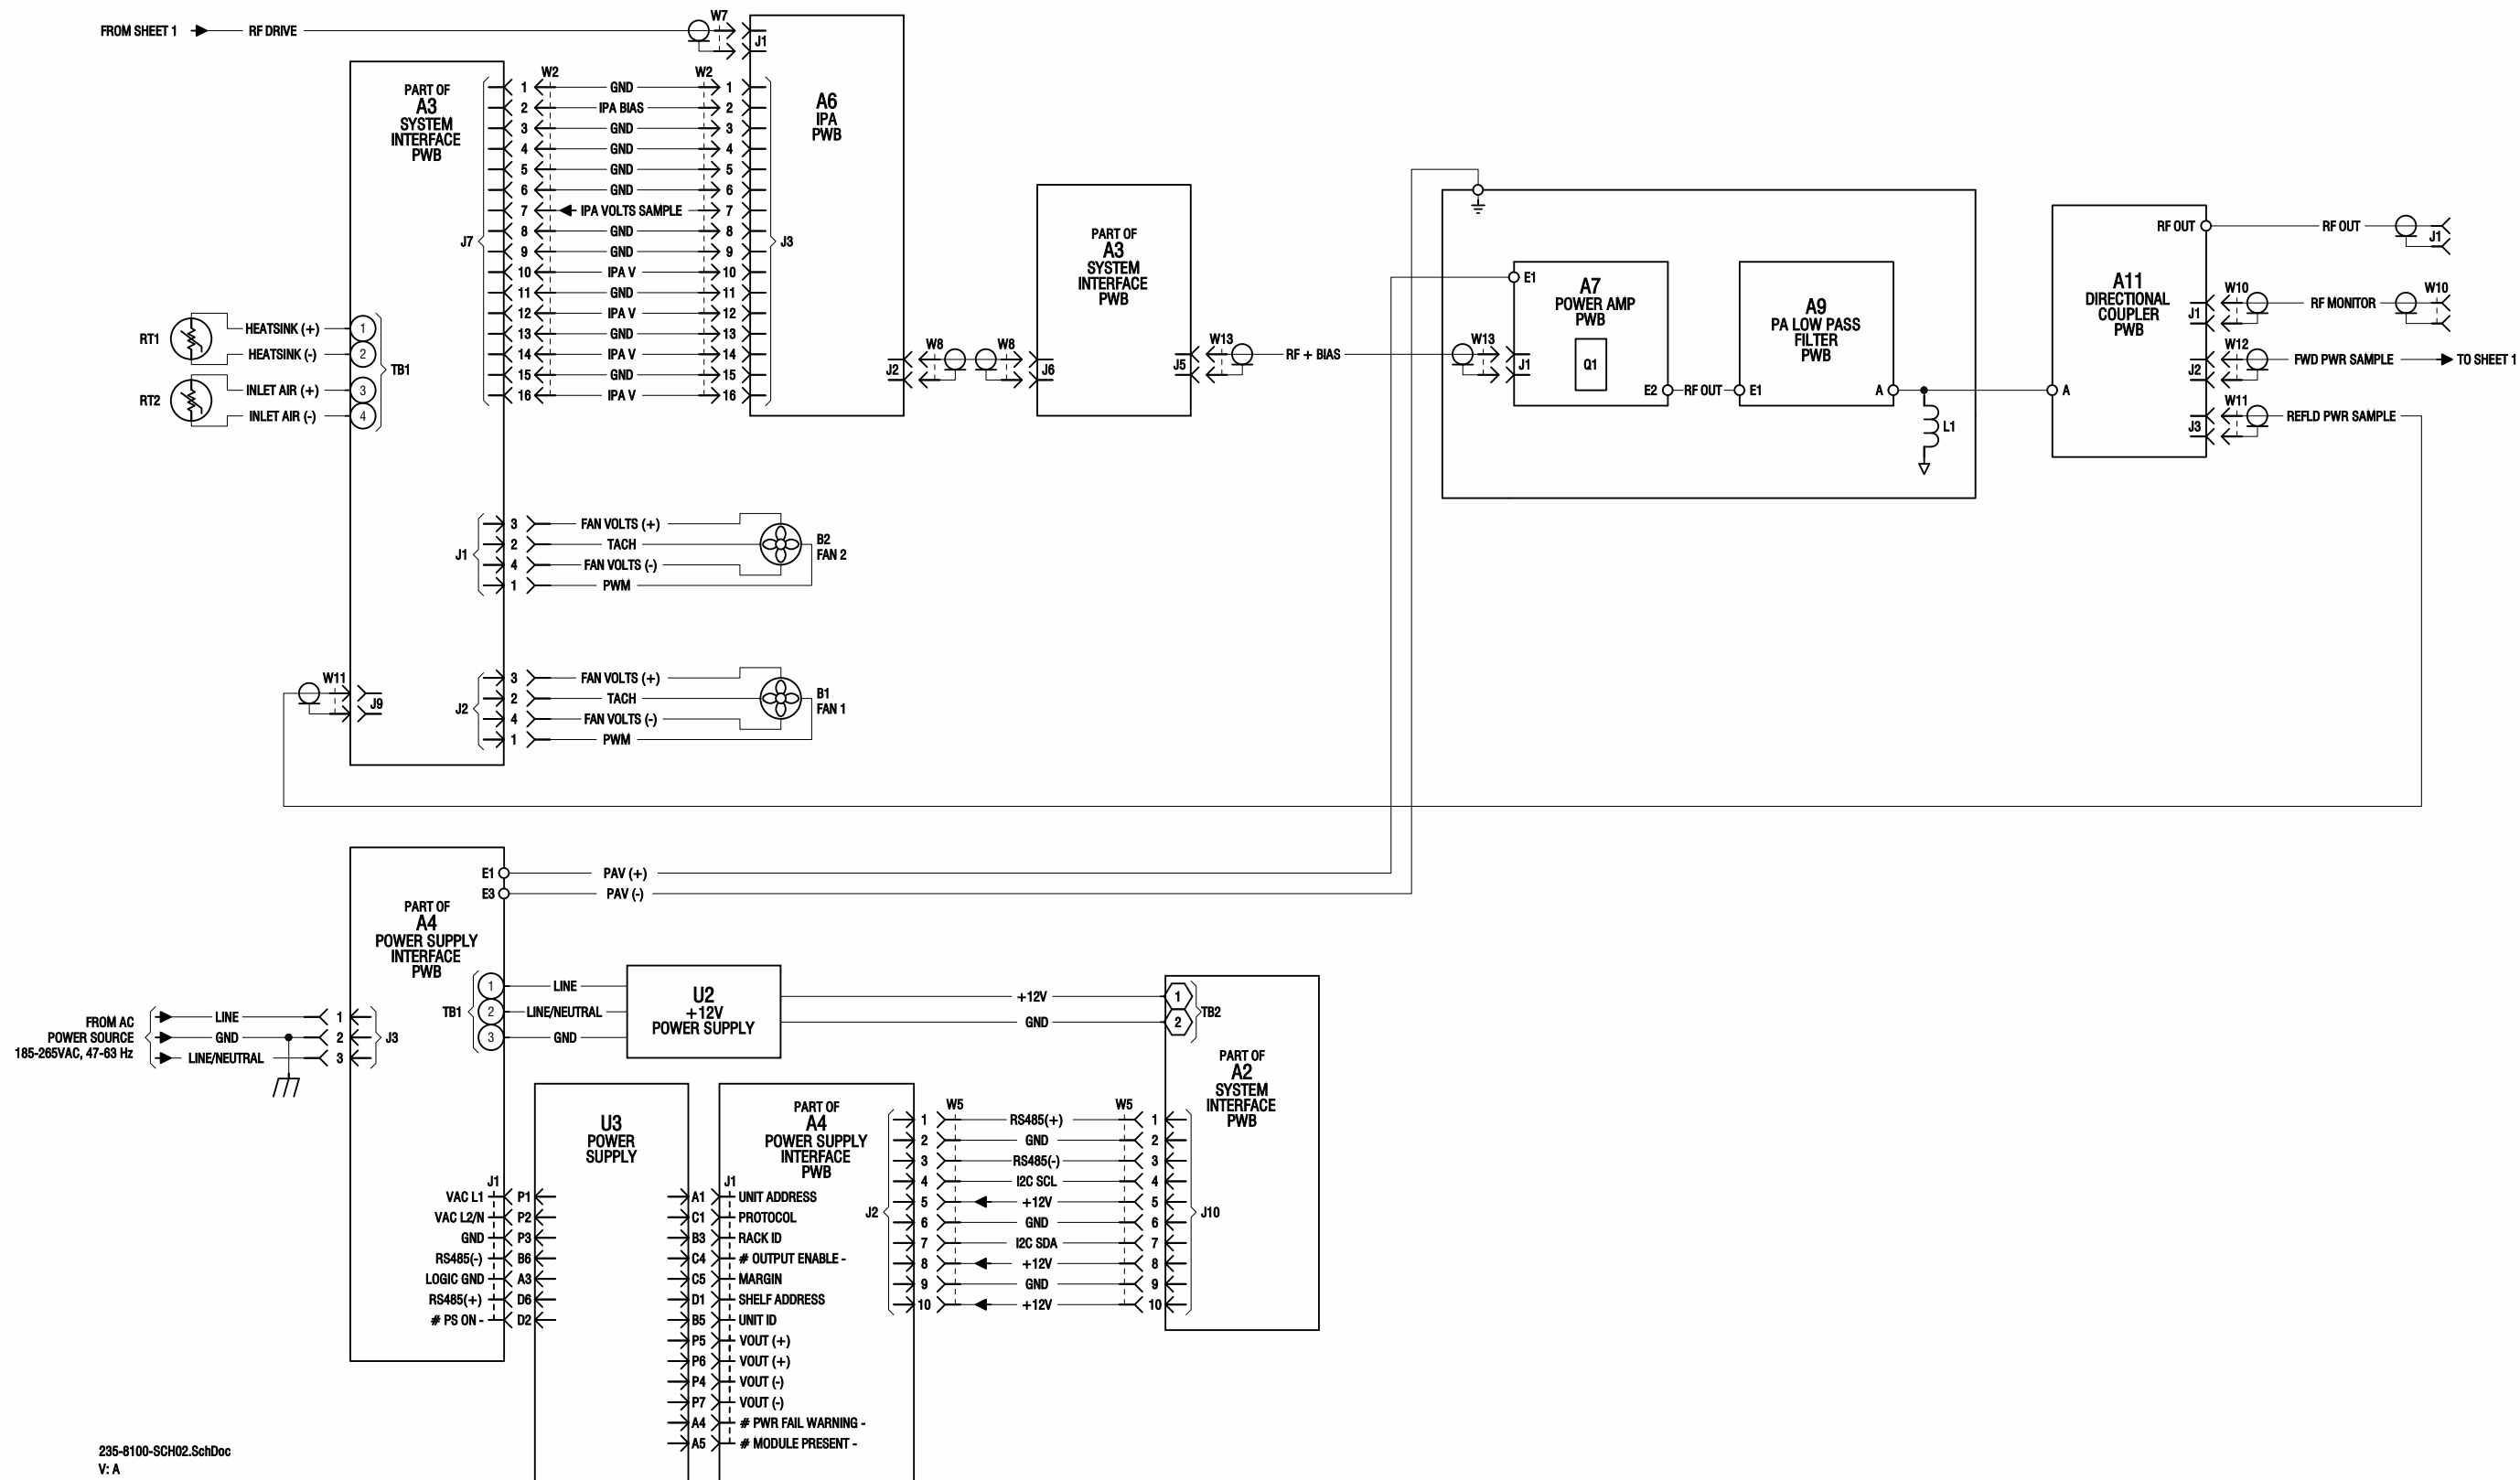 FROM SHEET 1
RF DRIVE
W7
J1
PART OF
A3
SYSTEM
INTERFACE
PWB
W2
W2
A6
IPA
PWB
1 GND 1
2 IPA BIAS 2
3 GND 3
4 GND 4
5 GND 5
6 GND 6
7 IPA VOLTS SAMPLE 7
8 GND 8
9 GND 9
10 IPA V 10
11 GND 11
12 IPA V 12
13 GND 13
14 IPA V 14
15 GND 15
16 IPA V 16
J7
J3
RT1
HEATSINK (+) 1
HEATSINK (-) 2
RT2
INLET AIR (+) 3
INLET AIR (-) 4
TB1
J2
W8
W8
J6
PART OF
A3
SYSTEM
INTERFACE
PWB
J5
W13
RF + BIAS
W13
J1
E1
A7
POWER AMP
PWB
Q1
E2
RF OUT
E1
A9
PA LOW PASS
FILTER
PWB
A
L1
A
A11
DIRECTIONAL
COUPLER
PWB
RF OUT
RF OUT
J1
J1
W10
RF MONITOR
W10
J2
W12
FWD PWR SAMPLE
TO SHEET 1
J3
W11
REFLD PWR SAMPLE
J1
3 FAN VOLTS (+)
2 TACH
4 FAN VOLTS (-)
1 PWM
B2
FAN 2
W11
J9
J2
3 FAN VOLTS (+)
2 TACH
4 FAN VOLTS (-)
1 PWM
B1
FAN 1
E1 PAV (+)
E3 PAV (-)
PART OF
A4
POWER SUPPLY
INTERFACE
PWB
FROM AC
POWER SOURCE
185-265VAC, 47-63 Hz
LINE 1
GND 2
LINE/NEUTRAL 3
J3
TB1
1 LINE
2 LINE/NEUTRAL
3 GND
U2
+12V
POWER SUPPLY
+12V 1
GND 2
TB2
PART OF
A2
SYSTEM
INTERFACE
PWB
U3
POWER
SUPPLY
PART OF
A4
POWER SUPPLY
INTERFACE
PWB
J1
VAC L1 P1
VAC L2/N P2
GND P3
RS485(-) B6
LOGIC GND A3
RS485(+) D6
# PS ON - D2
J1
A1 UNIT ADDRESS
C1 PROTOCOL
B3 RACK ID
C4 # OUTPUT ENABLE -
C5 MARGIN
D1 SHELF ADDRESS
B5 UNIT ID
P5 VOUT (+)
P6 VOUT (+)
P4 VOUT (-)
P7 VOUT (-)
A4 # PWR FAIL WARNING -
A5 # MODULE PRESENT -
J2
W5
W5
1 RS485(+) 1
2 GND 2
3 RS485(-) 3
4 I2C SCL 4
5 +12V 5
6 GND 6
7 I2C SDA 7
8 +12V 8
9 GND 9
10 +12V 10
J10
235-8100-SCH02.SchDoc
V: A